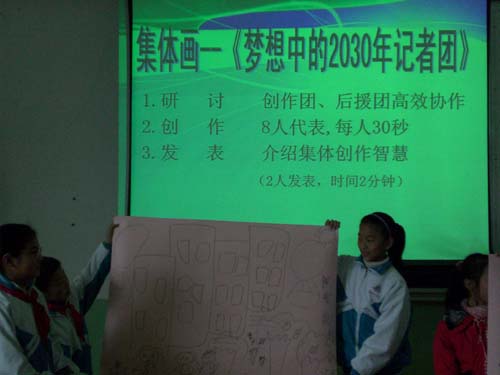 集体画--《梦想中的2030年记者团》
1.研 讨 创作团、后援团高效协作
2.创 作 8人代表,每人30秒
3.发 表 介绍集体创作智慧
（2人发表，时间2分钟）